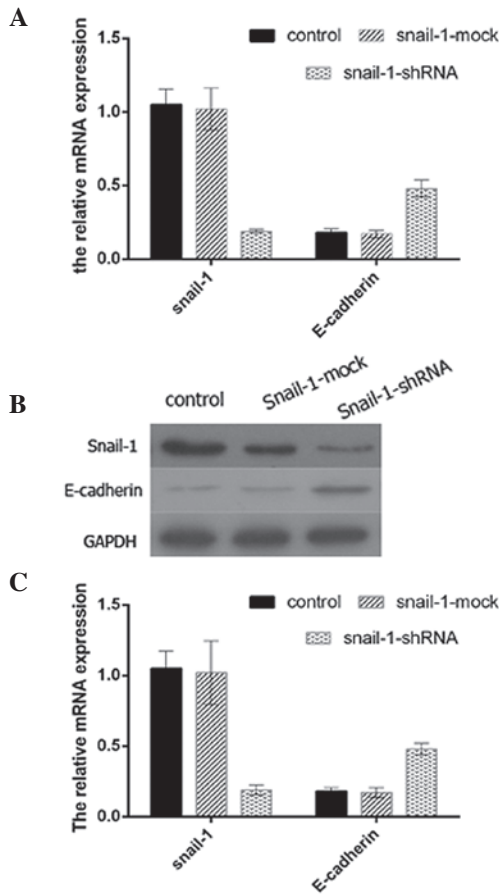 A
control snail-1-mock
snail-1-shRNA
the relative mRNA expression
1.5
1.0
0.5
0.0
snail-1
E-cadherin
B
control Snail-1-mock Snail-1-shRNA
Snail-1
E-cadherin
GAPDH
C
control snail-1-mock
snail-1-shRNA
The relative mRNA expression
1.5
1.0
0.5
0.0
snail-1
E-cadherin